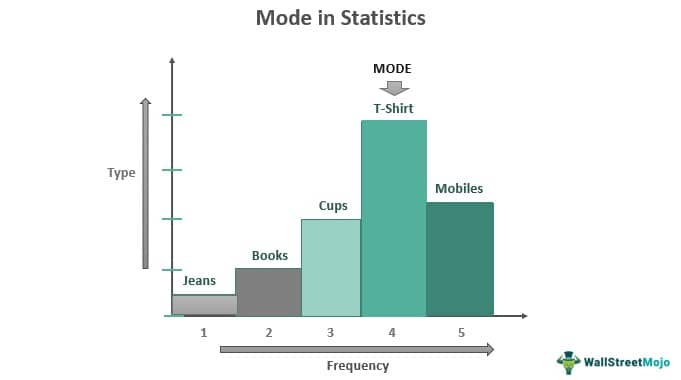 Mode in Statistics
MODE
T-Shirt
Type
Mobiles
Cups
Books
Jeans
1 2 3 4 5
Frequency
WallStreetMojo